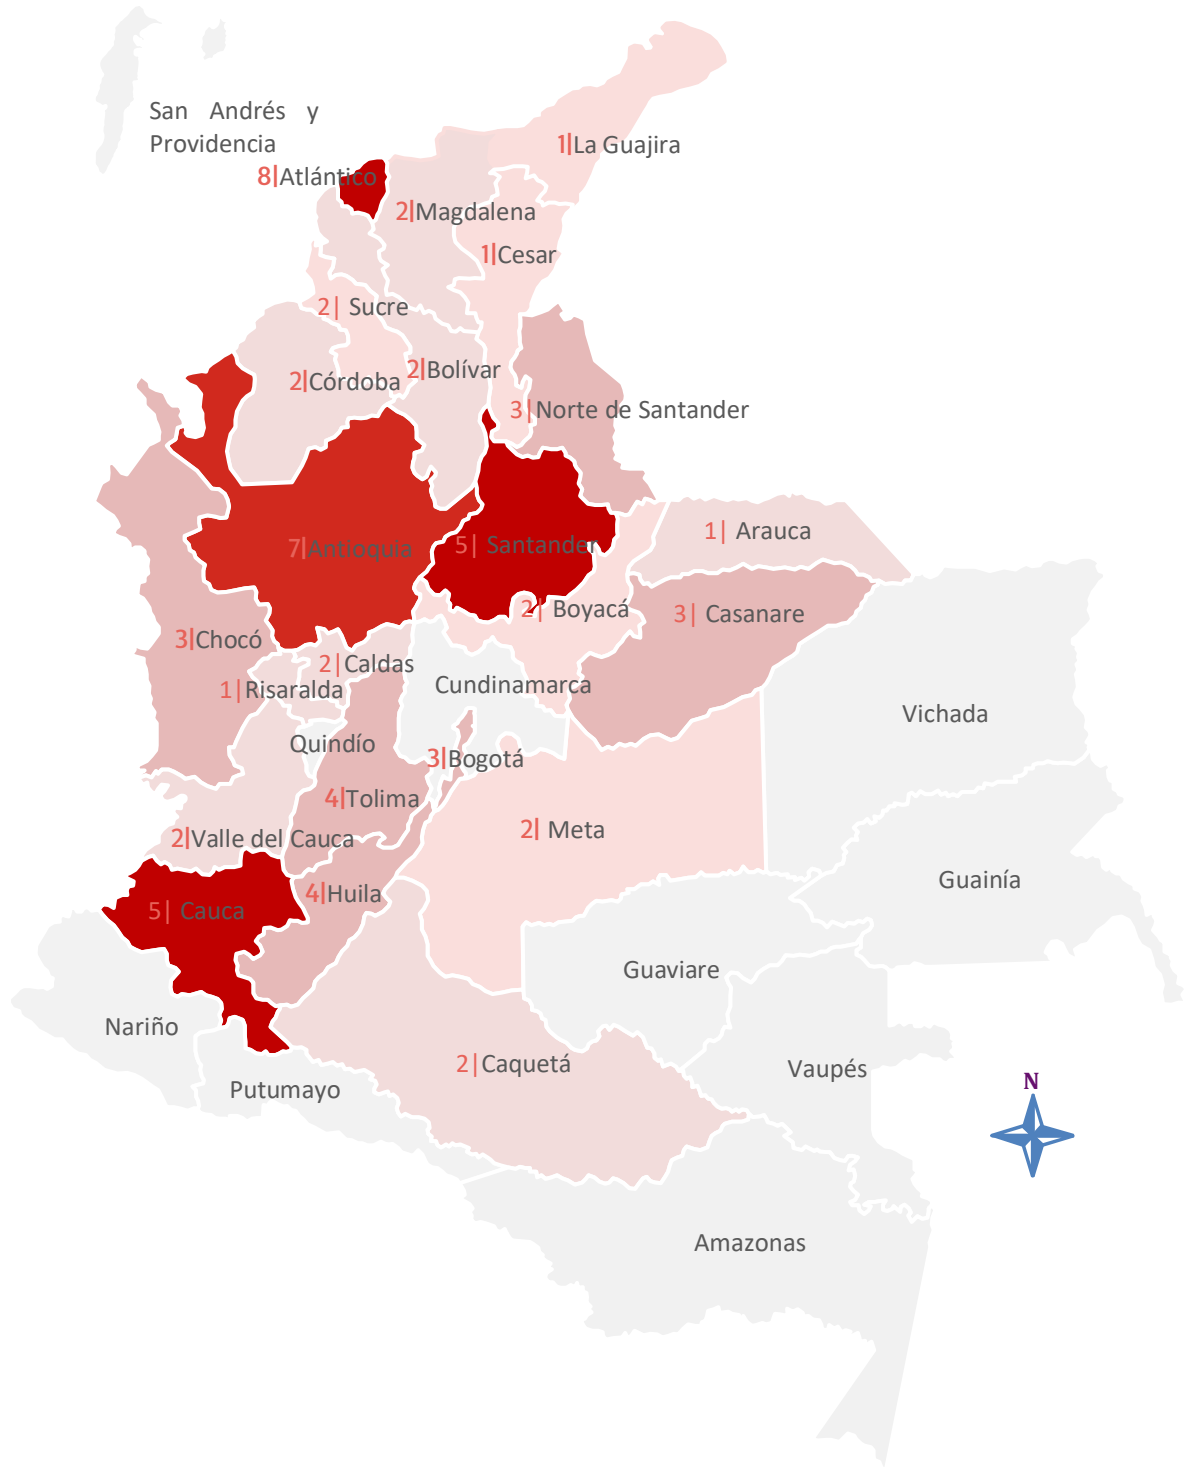 San Andrés y
Providencia
1|La Guajira
8|Atlántico
2|Magdalena
1|Cesar
2| Sucre
2|Bolívar
2|Córdoba
3|Norte de Santander
1| Arauca
7|Antioquia
5| Santander
2| Boyacá
3| Casanare
3|Chocó
2|Caldas
1|Risaralda
Cundinamarca
Vichada
Quindío
3|Bogotá
4|Tolima
2| Meta
2|Valle del Cauca
Guainía
4|Huila
5| Cauca
Guaviare
Nariño
2|Caquetá
Vaupés
N
Putumayo
Amazonas